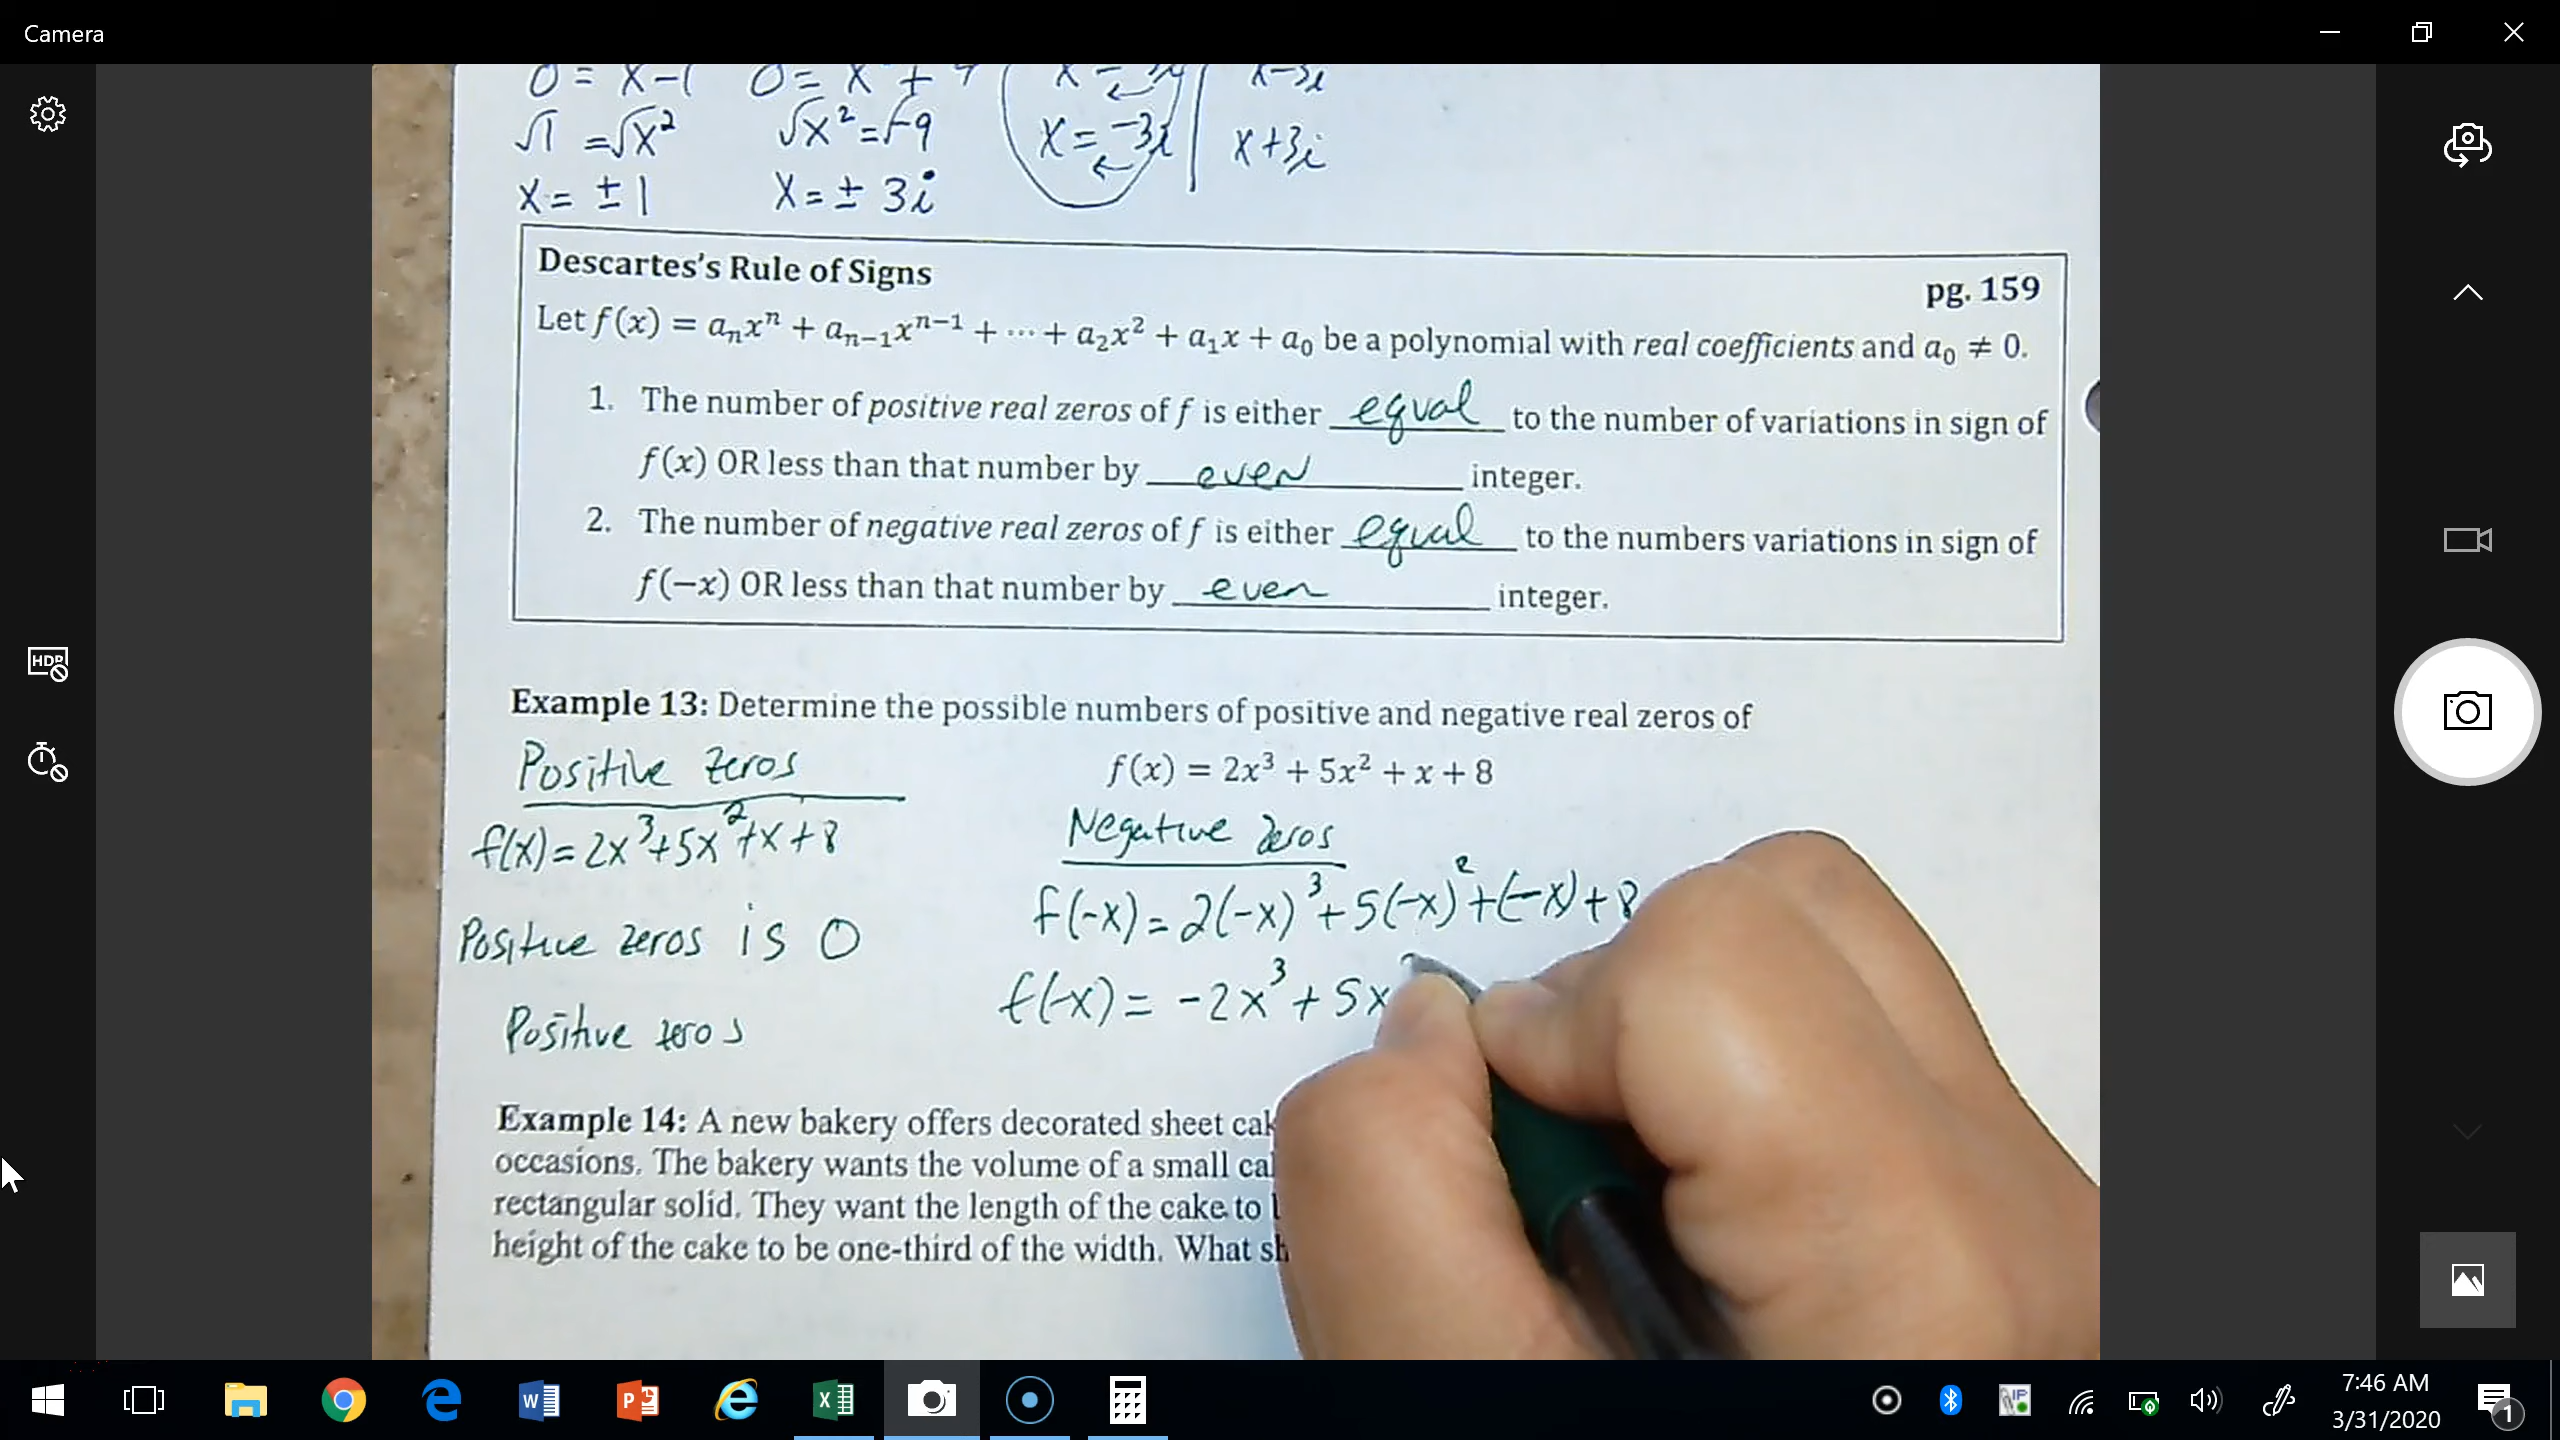 Camera
0 = x-1 0 = x² + 9 x-3i
√1 = √x² √x² = √-9 x = -3i x+3i
x = ± 1 x = ± 3i
Descartes's Rule of Signs pg. 159
Let f(x) = aₙxⁿ + aₙ₋₁xⁿ⁻¹ + ⋯ + a₂x² + a₁x + a₀ be a polynomial with real coefficients and a₀ ≠ 0.
1. The number of positive real zeros of f is either equal to the number of variations in sign of
f(x) OR less than that number by even integer.
2. The number of negative real zeros of f is either equal to the numbers variations in sign of
f(−x) OR less than that number by even integer.
Example 13: Determine the possible numbers of positive and negative real zeros of
f(x) = 2x³ + 5x² + x + 8
Positive zeros
f(x) = 2x³+5x²+x+8
Positive zeros is 0
Positive zeros
Negative zeros
f(-x) = 2(-x)³+5(-x)²+(-x)+8
f(-x) = -2x³ + 5x
Example 14: A new bakery offers decorated sheet cak
occasions. The bakery wants the volume of a small cak
rectangular solid. They want the length of the cake to
height of the cake to be one-third of the width. What sh
HDR
7:46 AM
3/31/2020
1